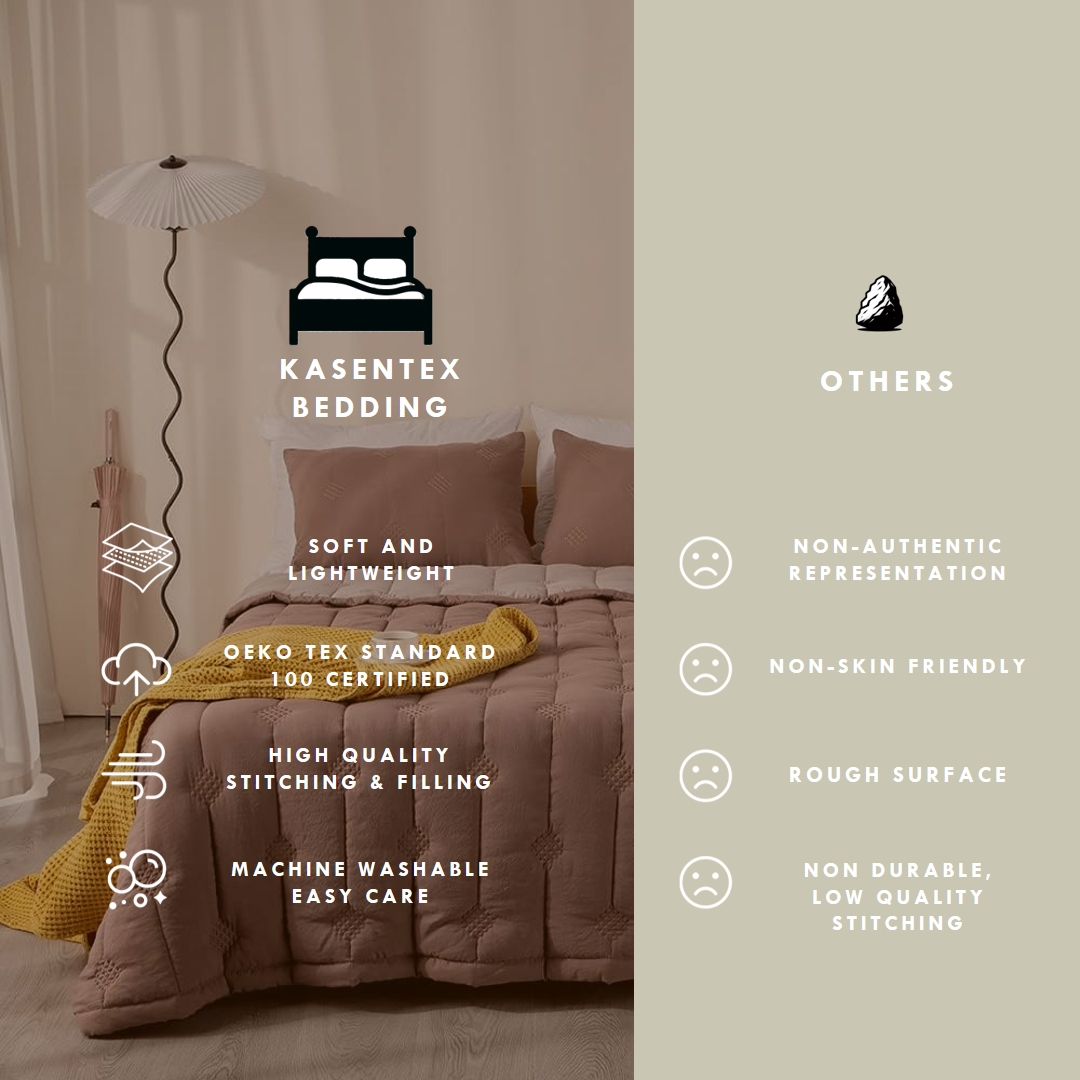 KASENTEX
BEDDING
SOFT AND
LIGHTWEIGHT
OEKO TEX STANDARD
100 CERTIFIED
HIGH QUALITY
STITCHING & FILLING
MACHINE WASHABLE
EASY CARE
OTHERS
NON-AUTHENTIC
REPRESENTATION
NON-SKIN FRIENDLY
ROUGH SURFACE
NON DURABLE,
LOW QUALITY
STITCHING